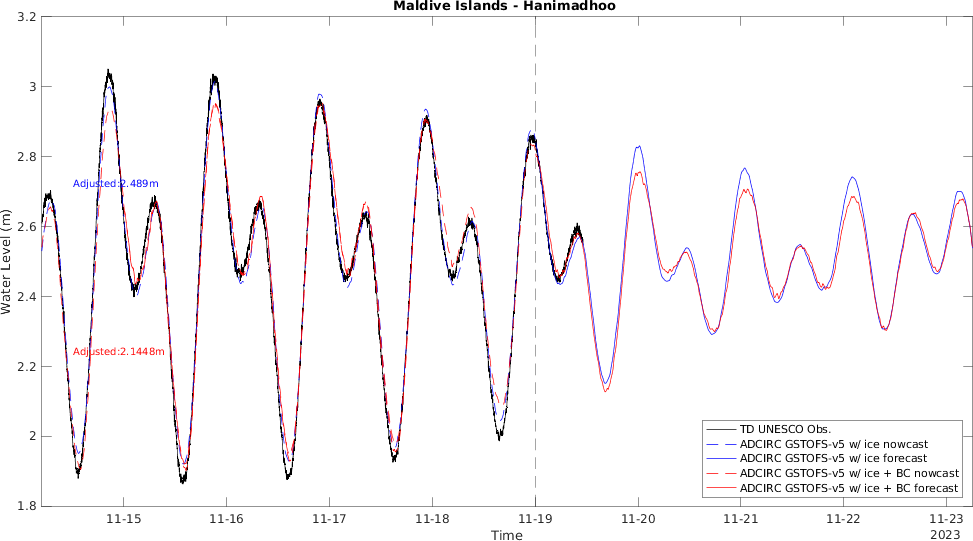 Maldive Islands - Hanimadhoo
3.2
3
2.8
2.6
2.4
2.2
2
1.8
Water Level (m)
Adjusted:2.489m
Adjusted:2.1448m
TD UNESCO Obs.
ADCIRC GSTOFS-v5 w/ ice nowcast
ADCIRC GSTOFS-v5 w/ ice forecast
ADCIRC GSTOFS-v5 w/ ice + BC nowcast
ADCIRC GSTOFS-v5 w/ ice + BC forecast
11-15 11-16 11-17 11-18 11-19 11-20 11-21 11-22 11-23
2023
Time